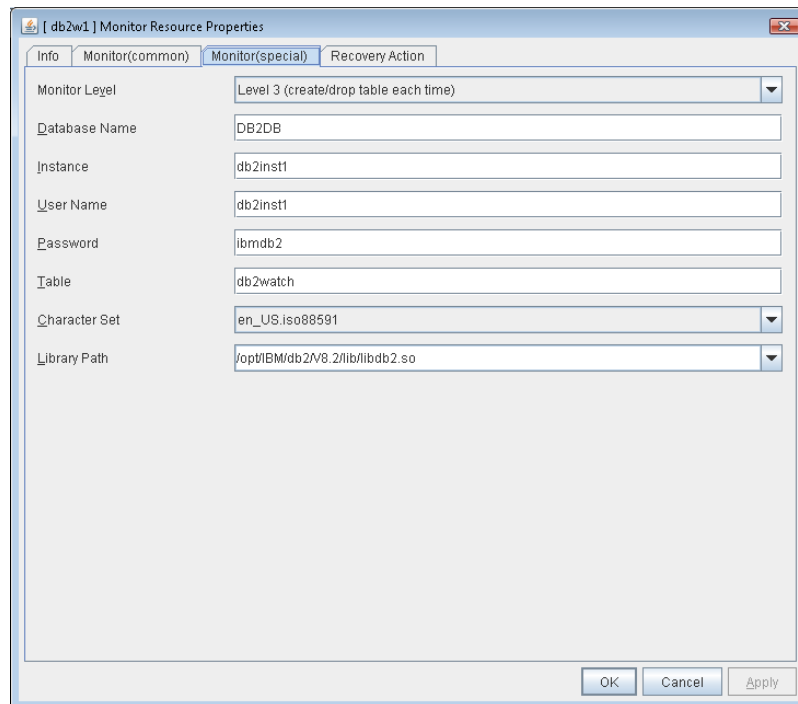 [ db2w1 ] Monitor Resource Properties
Info Monitor(common) Monitor(special) Recovery Action
Monitor Level Level 3 (create/drop table each time)
Database Name DB2DB
Instance db2inst1
User Name db2inst1
Password ibmdb2
Table db2watch
Character Set en_US.iso88591
Library Path /opt/IBM/db2/V8.2/lib/libdb2.so
OK Cancel Apply